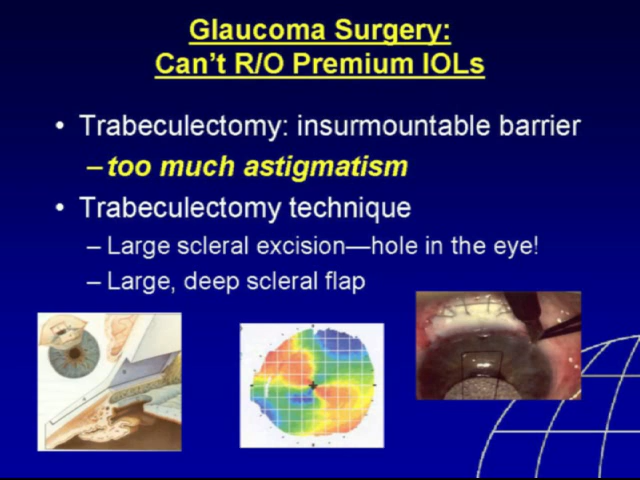 Glaucoma Surgery:
Can't R/O Premium IOLs
• Trabeculectomy: insurmountable barrier
– too much astigmatism
• Trabeculectomy technique
– Large scleral excision—hole in the eye!
– Large, deep scleral flap